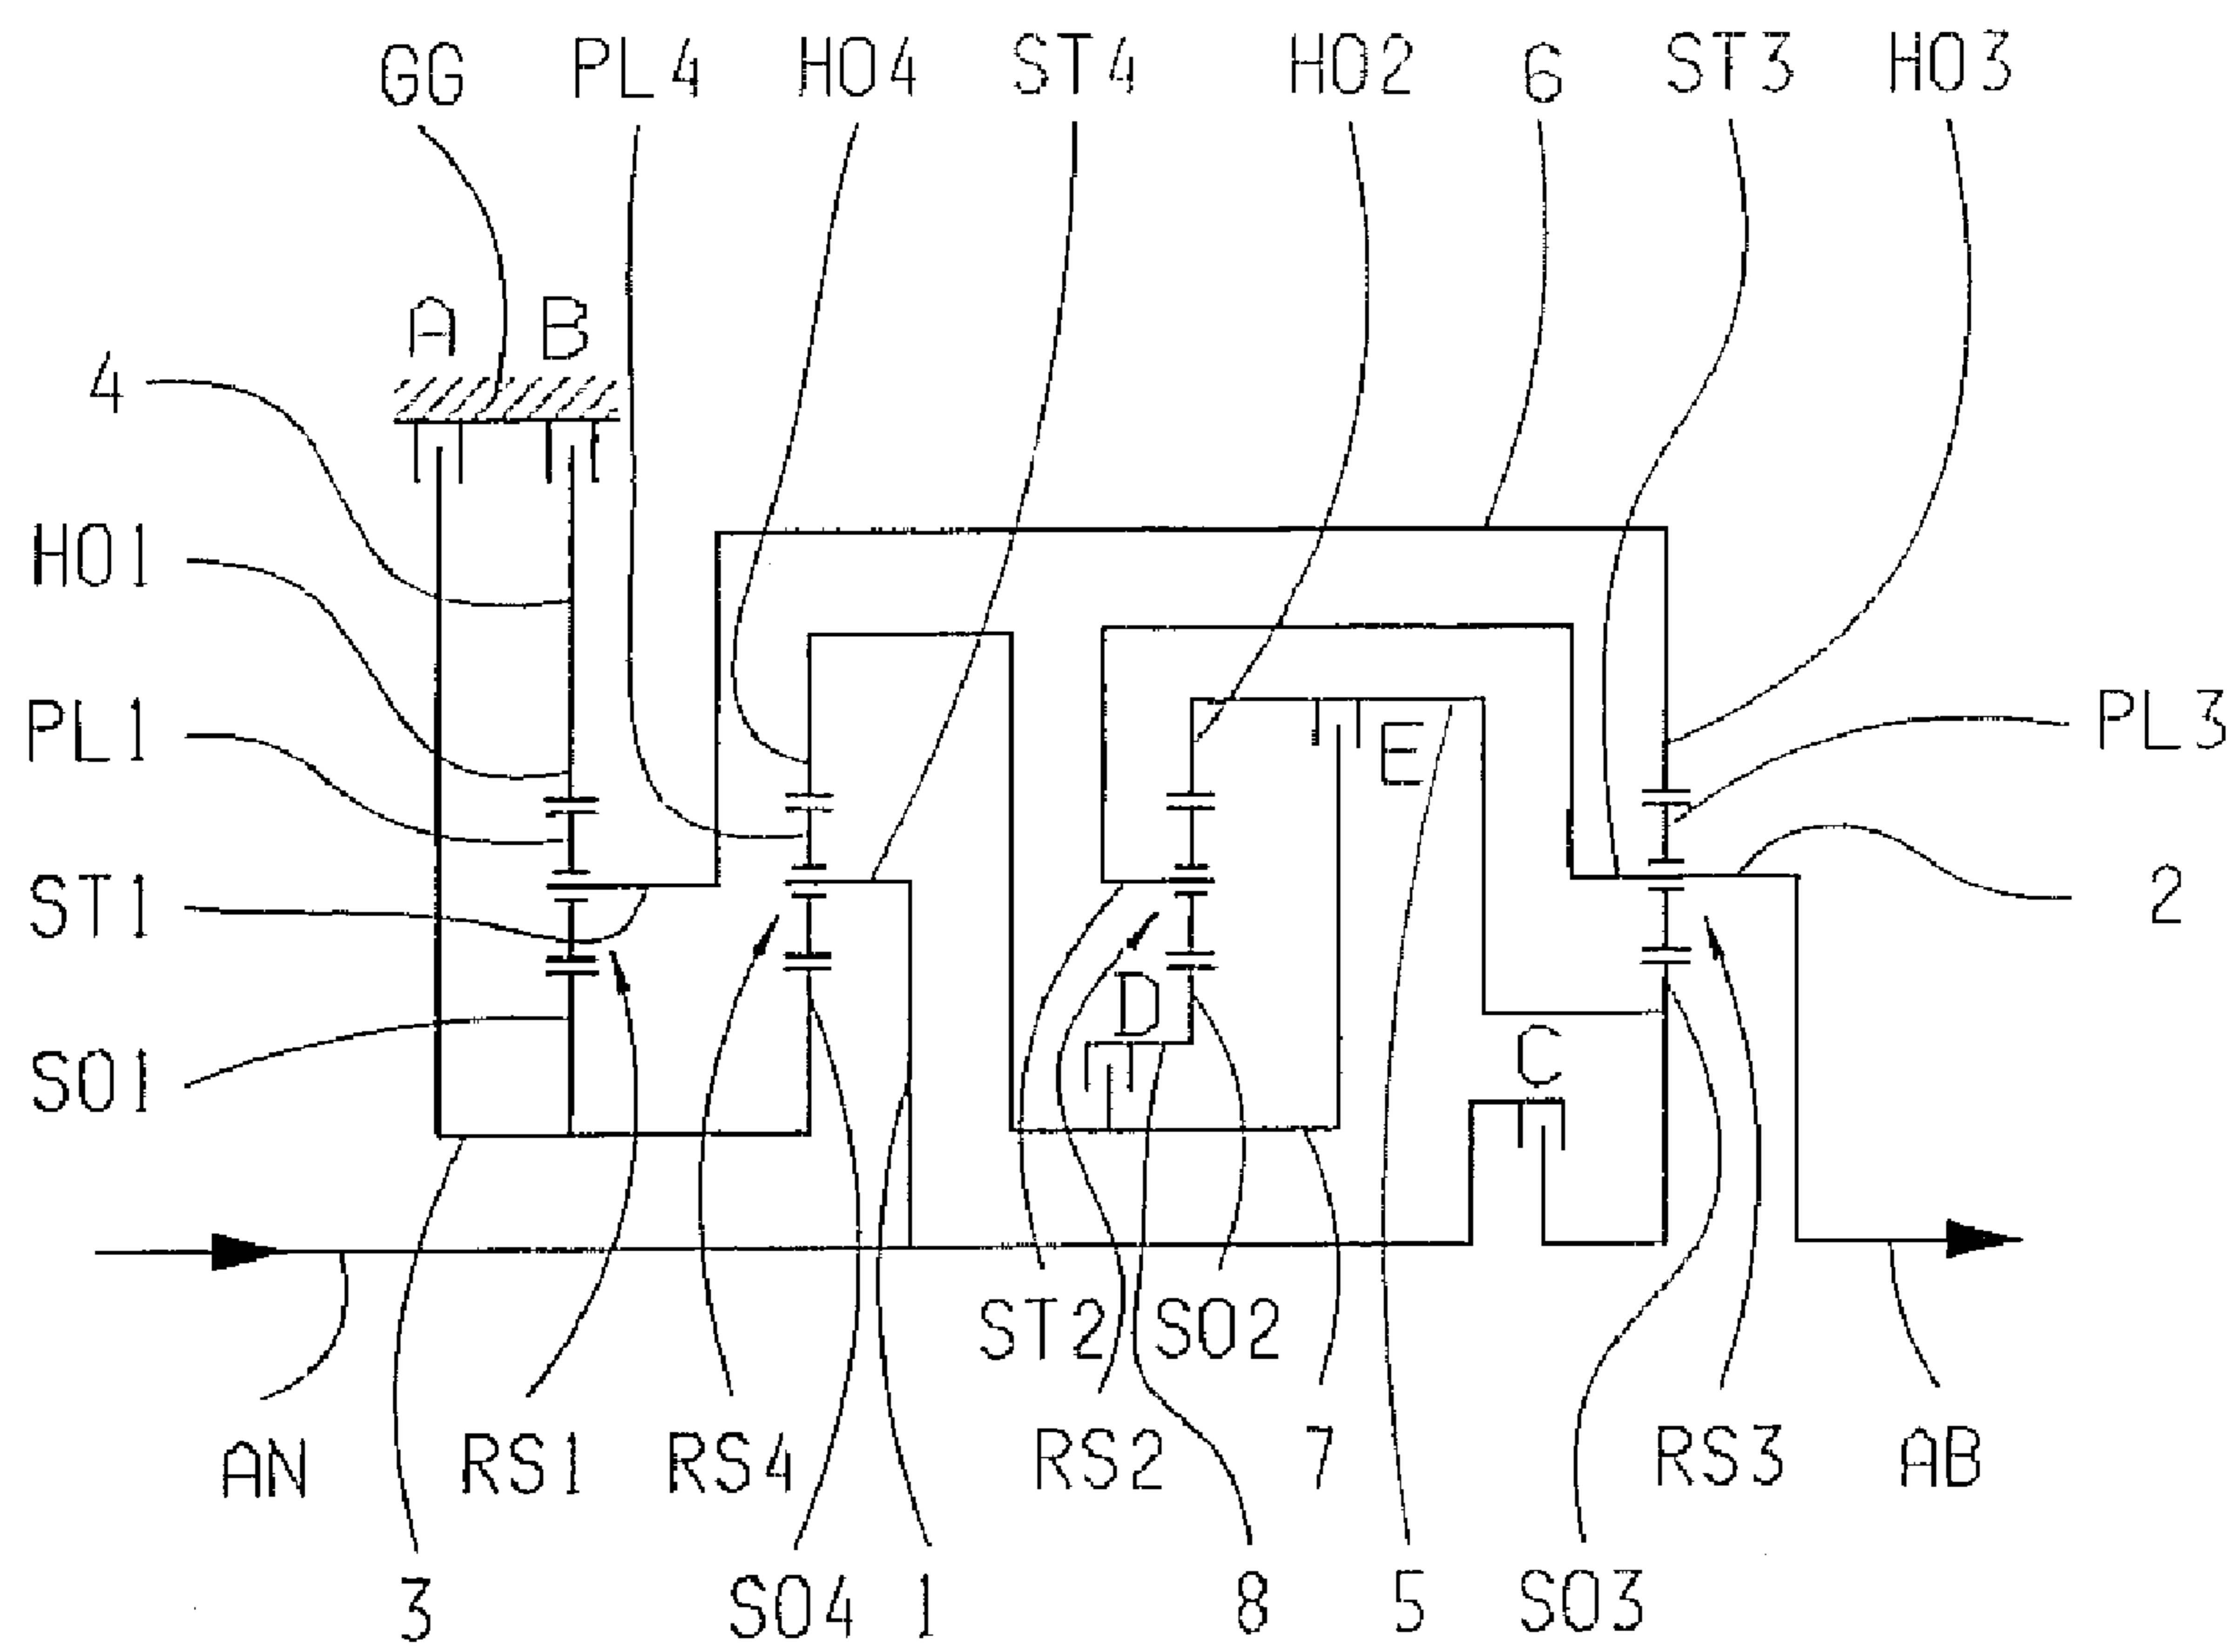 GG PL4 HO4 ST4 HO2 6 ST3 HO3
A B
4
HO1
PL1 E PL3
ST1 2
D
SO1 C
ST2 SO2
AN RS1 RS4 RS2 7 RS3 AB
3 SO4 1 8 5 SO3